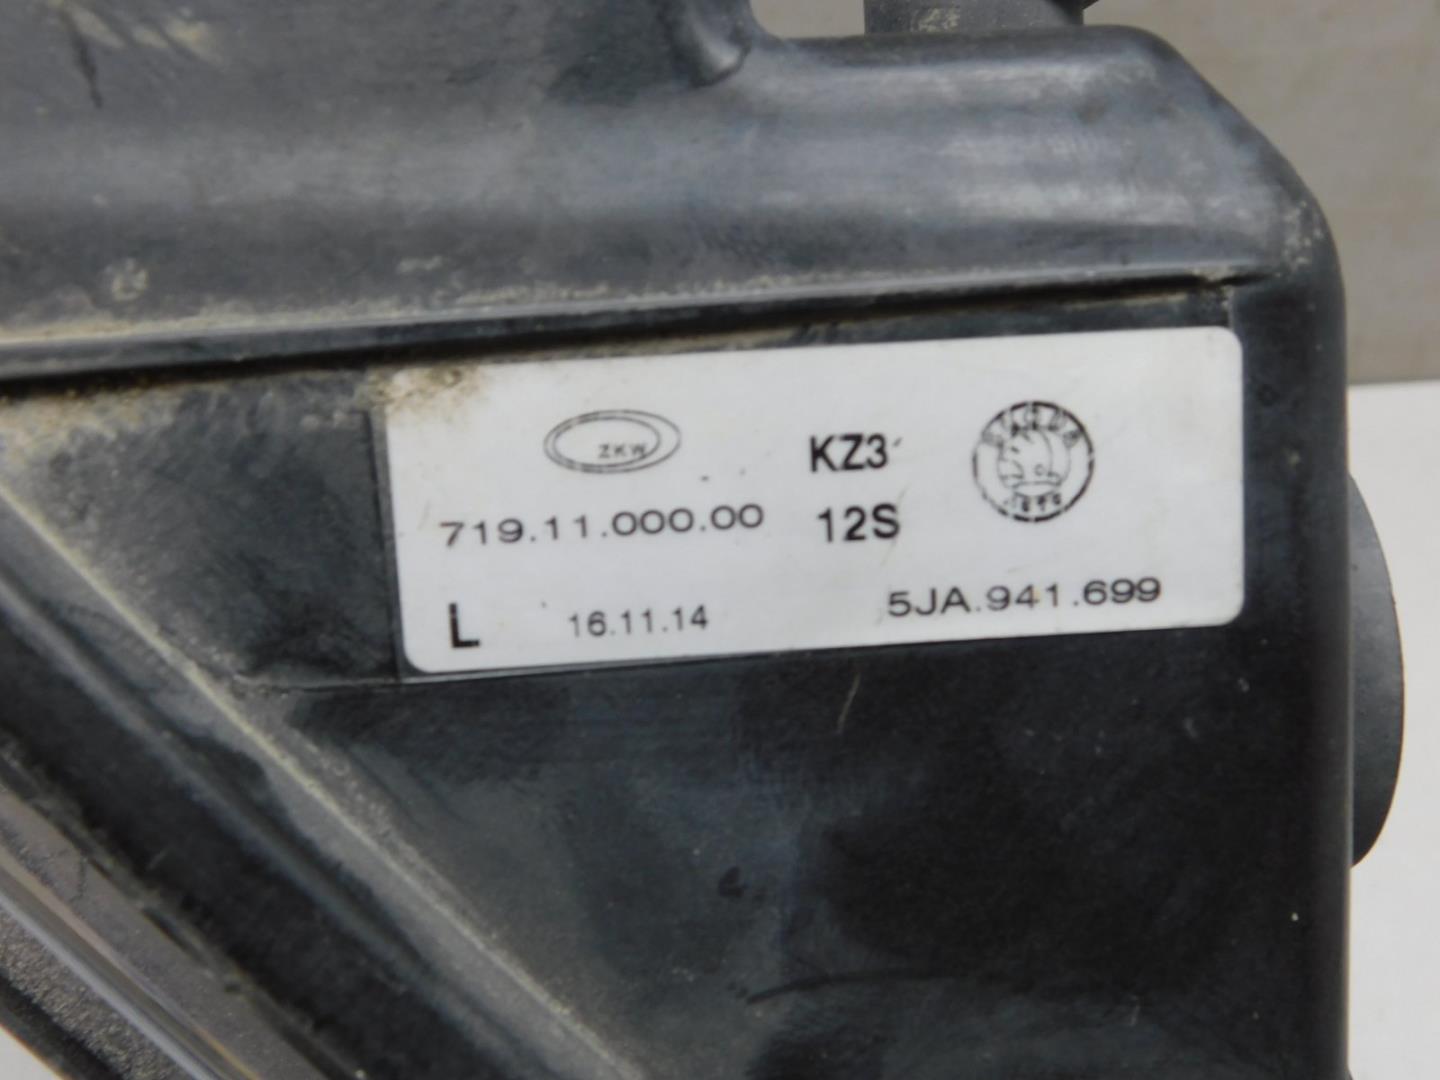 ZKW
KZ3
719.11.000.00
12S
L 16.11.14
5JA.941.699